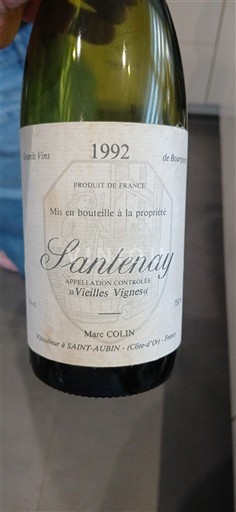 Grands Vins 1992 de Bourgogne
PRODUIT DE FRANCE
Mis en bouteille à la propriété
Santenay
APPELLATION CONTRÔLÉE
»Vieilles Vignes«
Marc COLIN
Viticulteur à SAINT-AUBIN - (Côte-d'Or) - France